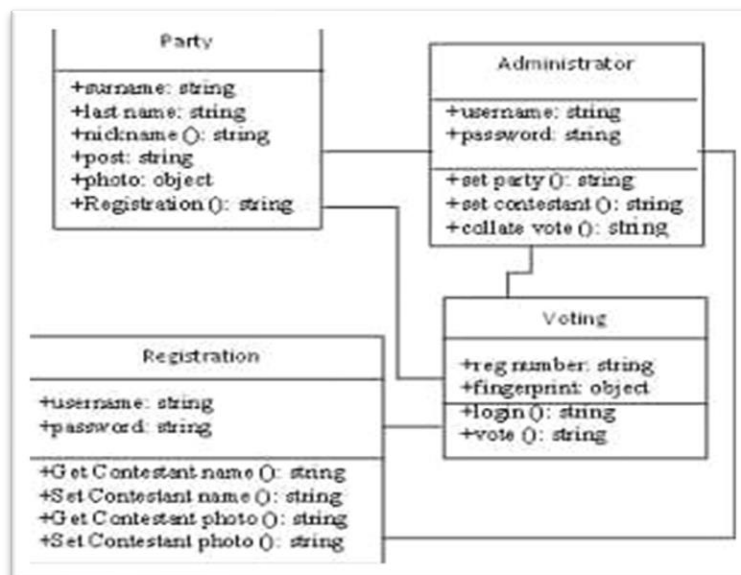 Party
+surname: string
+last name: string
+nickname (): string
+post: string
+photo: object
+Registration (): string
Administrator
+username: string
+password: string
+set party (): string
+set contestant (): string
+collate vote (): string
Voting
+reg number: string
+fingerprint: object
+login (): string
+vote (): string
Registration
+username: string
+password: string
+Get Contestant name (): string
+Set Contestant name (): string
+Get Contestant photo (): string
+Set Contestant photo (): string